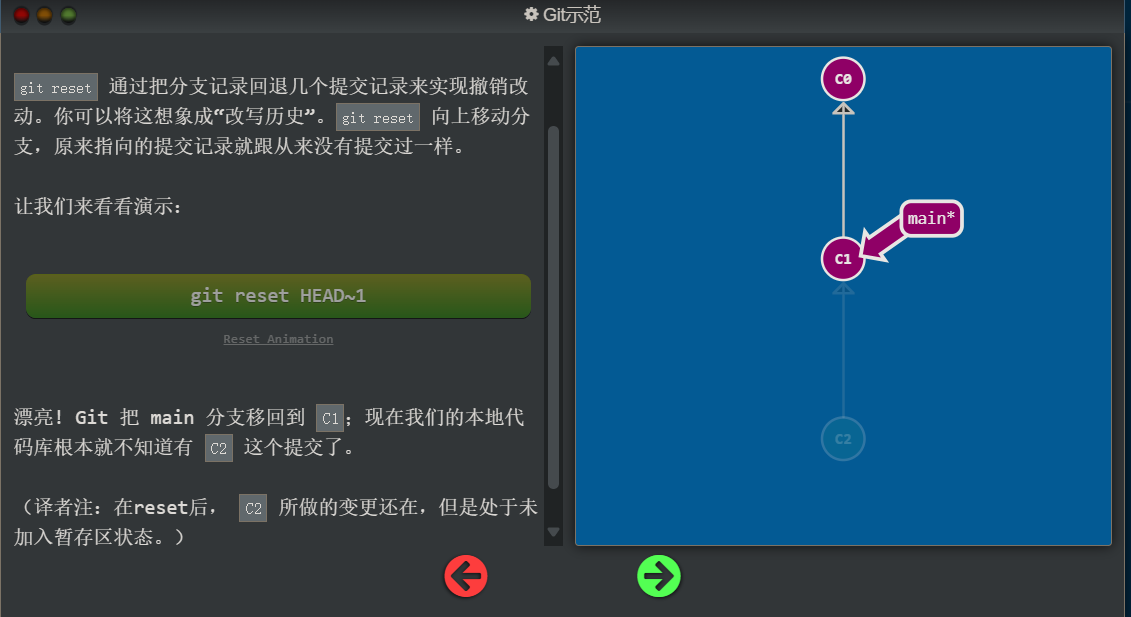 Git示范
git reset 通过把分支记录回退几个提交记录来实现撤销改
动。你可以将这想象成“改写历史”。git reset 向上移动分
支，原来指向的提交记录就跟从来没有提交过一样。
让我们来看看演示：
git reset HEAD~1
Reset Animation
漂亮! Git 把 main 分支移回到 C1；现在我们的本地代
码库根本就不知道有 C2 这个提交了。
（译者注：在reset后， C2 所做的变更还在，但是处于未
加入暂存区状态。）
C0
main*
C1
C2